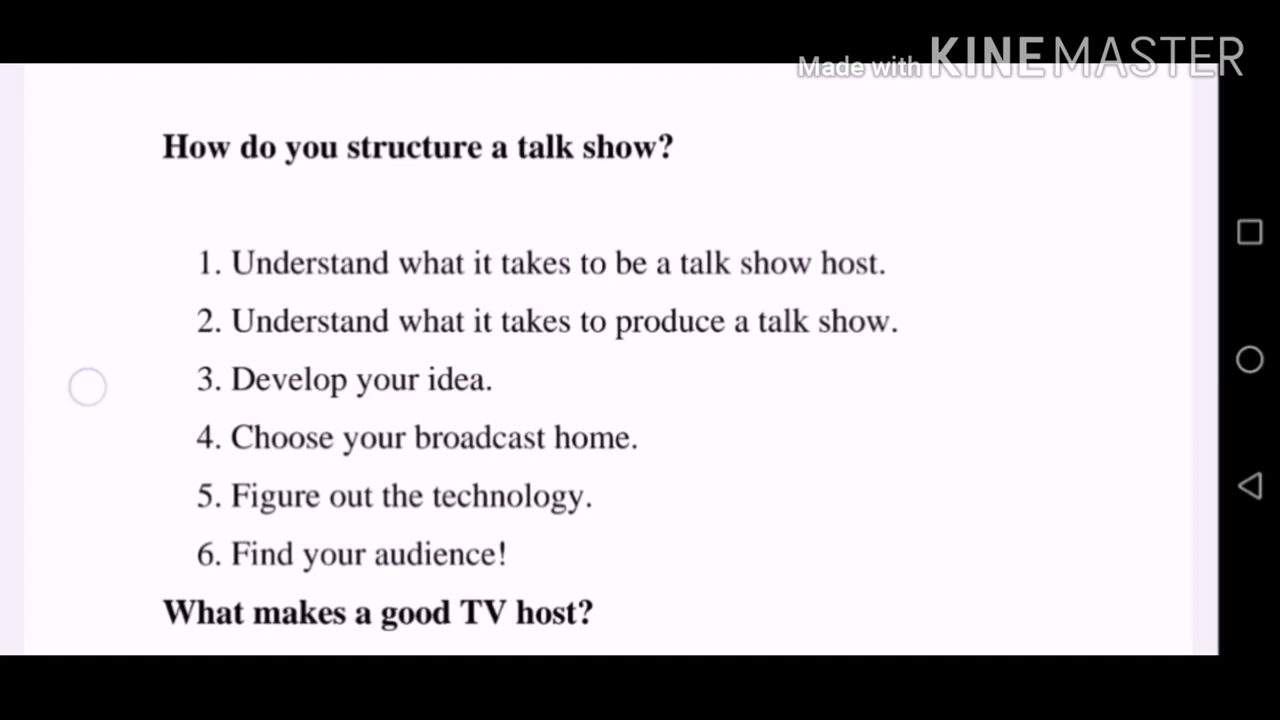 Made with KINEMASTER
How do you structure a talk show?
1. Understand what it takes to be a talk show host.
2. Understand what it takes to produce a talk show.
3. Develop your idea.
4. Choose your broadcast home.
5. Figure out the technology.
6. Find your audience!
What makes a good TV host?